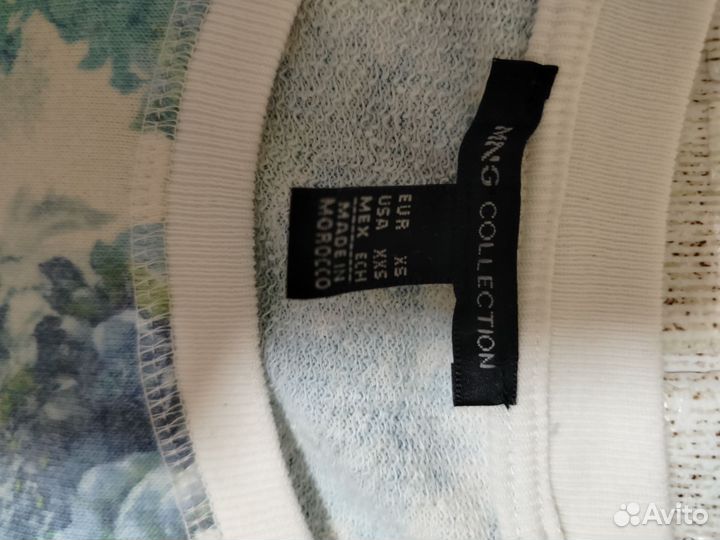 MNG COLLECTION
EUR XS
USA XXS
MEX ECH
MADE IN
MOROCCO
Avito